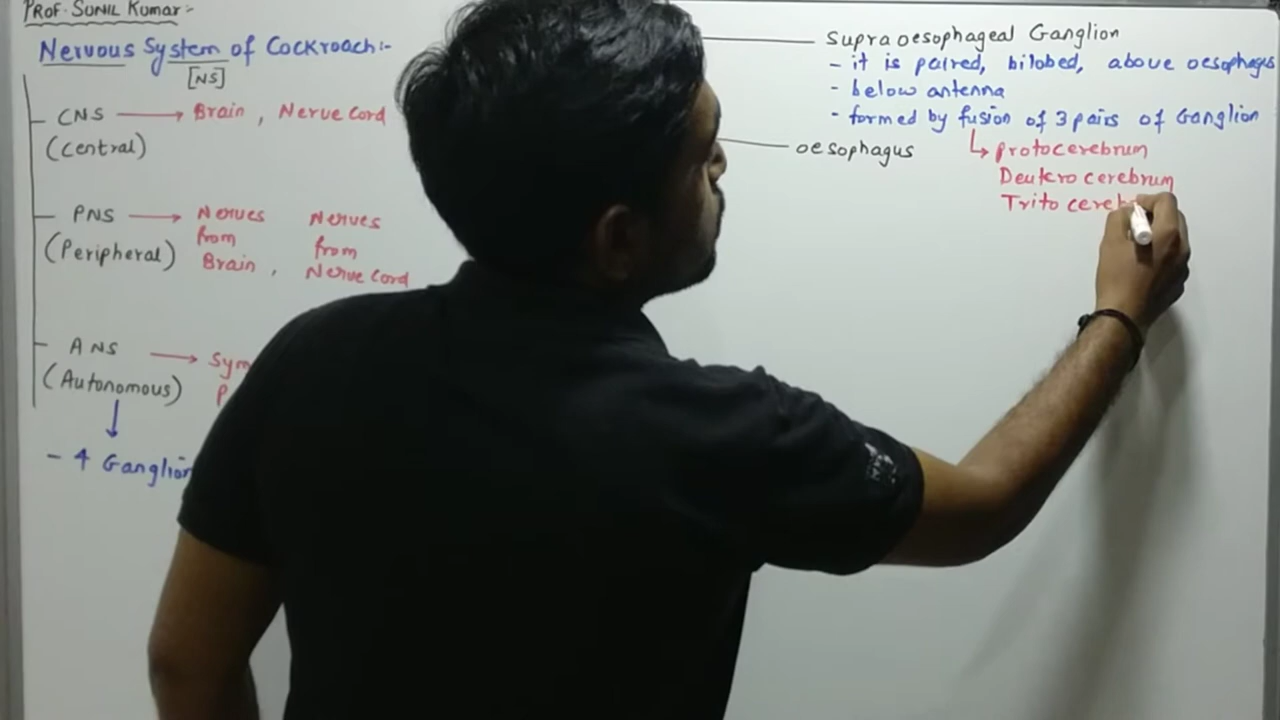 PROF. SUNIL Kumar :-
Nervous System of Cockroach :-
[NS]
CNS → Brain , Nerve Cord
(Central)
PNS → Nerves from Brain , Nerves from Nerve Cord
(Peripheral)
ANS → Sym
(Autonomous)
- 4 Ganglion
Supra oesophageal Ganglion
- it is paired, bilobed, above oesophagus
- below antenna
- formed by fusion of 3 pairs of Ganglion
oesophagus
↳ protocerebrum
Deutrocerebrum
Trito cereb